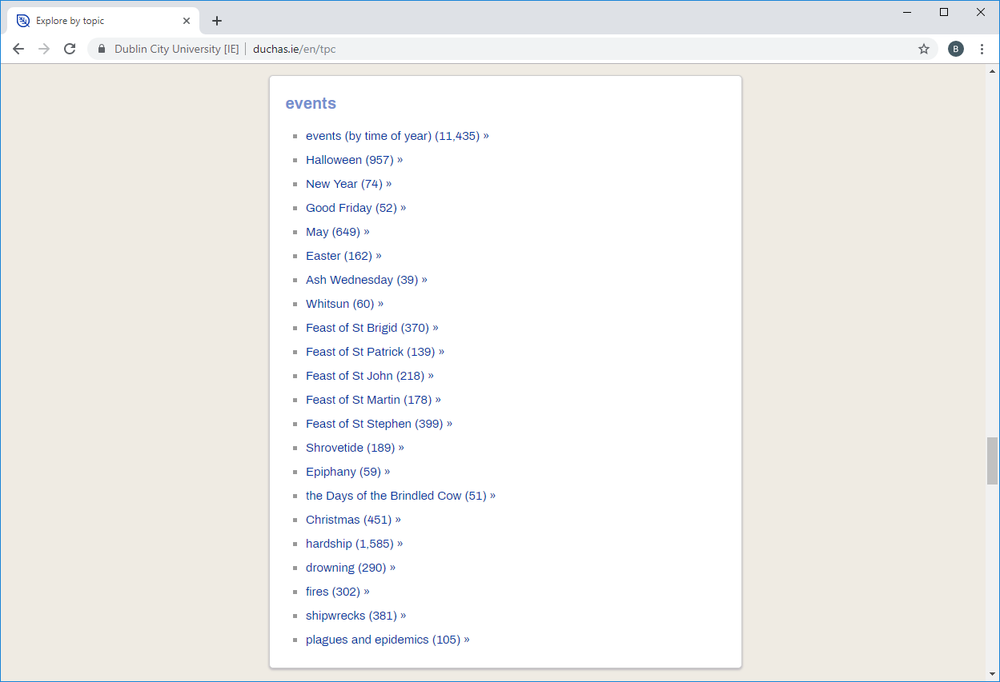 Explore by topic
Dublin City University [IE] duchas.ie/en/tpc
B
events
events (by time of year) (11,435) »
Halloween (957) »
New Year (74) »
Good Friday (52) »
May (649) »
Easter (162) »
Ash Wednesday (39) »
Whitsun (60) »
Feast of St Brigid (370) »
Feast of St Patrick (139) »
Feast of St John (218) »
Feast of St Martin (178) »
Feast of St Stephen (399) »
Shrovetide (189) »
Epiphany (59) »
the Days of the Brindled Cow (51) »
Christmas (451) »
hardship (1,585) »
drowning (290) »
fires (302) »
shipwrecks (381) »
plagues and epidemics (105) »